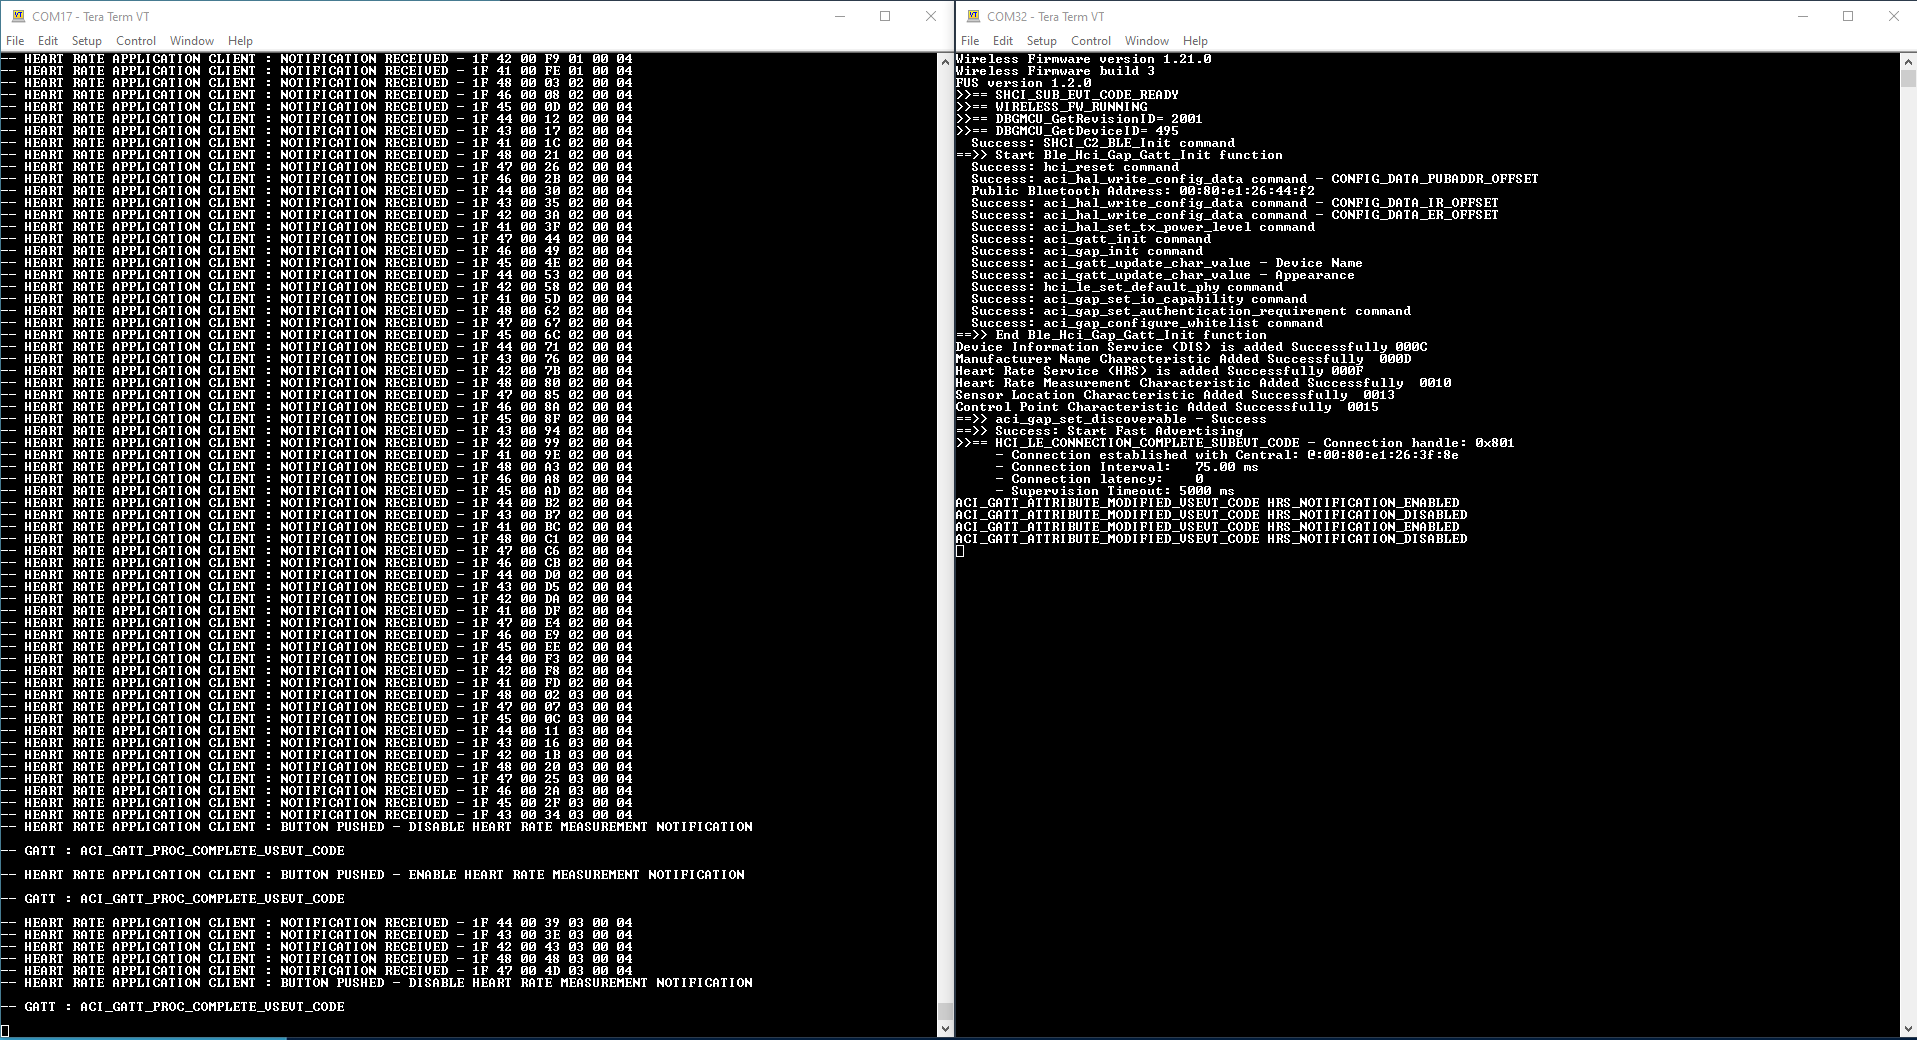 COM17 - Tera Term VT
File Edit Setup Control Window Help
-- HEART RATE APPLICATION CLIENT : NOTIFICATION RECEIVED - 1F 42 00 F9 01 00 04
-- HEART RATE APPLICATION CLIENT : NOTIFICATION RECEIVED - 1F 41 00 FE 01 00 04
-- HEART RATE APPLICATION CLIENT : NOTIFICATION RECEIVED - 1F 48 00 03 02 00 04
-- HEART RATE APPLICATION CLIENT : NOTIFICATION RECEIVED - 1F 46 00 08 02 00 04
-- HEART RATE APPLICATION CLIENT : NOTIFICATION RECEIVED - 1F 45 00 0D 02 00 04
-- HEART RATE APPLICATION CLIENT : NOTIFICATION RECEIVED - 1F 44 00 12 02 00 04
-- HEART RATE APPLICATION CLIENT : NOTIFICATION RECEIVED - 1F 43 00 17 02 00 04
-- HEART RATE APPLICATION CLIENT : NOTIFICATION RECEIVED - 1F 41 00 1C 02 00 04
-- HEART RATE APPLICATION CLIENT : NOTIFICATION RECEIVED - 1F 48 00 21 02 00 04
-- HEART RATE APPLICATION CLIENT : NOTIFICATION RECEIVED - 1F 47 00 26 02 00 04
-- HEART RATE APPLICATION CLIENT : NOTIFICATION RECEIVED - 1F 46 00 2B 02 00 04
-- HEART RATE APPLICATION CLIENT : NOTIFICATION RECEIVED - 1F 44 00 30 02 00 04
-- HEART RATE APPLICATION CLIENT : NOTIFICATION RECEIVED - 1F 43 00 35 02 00 04
-- HEART RATE APPLICATION CLIENT : NOTIFICATION RECEIVED - 1F 42 00 3A 02 00 04
-- HEART RATE APPLICATION CLIENT : NOTIFICATION RECEIVED - 1F 41 00 3F 02 00 04
-- HEART RATE APPLICATION CLIENT : NOTIFICATION RECEIVED - 1F 47 00 44 02 00 04
-- HEART RATE APPLICATION CLIENT : NOTIFICATION RECEIVED - 1F 46 00 49 02 00 04
-- HEART RATE APPLICATION CLIENT : NOTIFICATION RECEIVED - 1F 45 00 4E 02 00 04
-- HEART RATE APPLICATION CLIENT : NOTIFICATION RECEIVED - 1F 44 00 53 02 00 04
-- HEART RATE APPLICATION CLIENT : NOTIFICATION RECEIVED - 1F 42 00 58 02 00 04
-- HEART RATE APPLICATION CLIENT : NOTIFICATION RECEIVED - 1F 41 00 5D 02 00 04
-- HEART RATE APPLICATION CLIENT : NOTIFICATION RECEIVED - 1F 48 00 62 02 00 04
-- HEART RATE APPLICATION CLIENT : NOTIFICATION RECEIVED - 1F 47 00 67 02 00 04
-- HEART RATE APPLICATION CLIENT : NOTIFICATION RECEIVED - 1F 45 00 6C 02 00 04
-- HEART RATE APPLICATION CLIENT : NOTIFICATION RECEIVED - 1F 44 00 71 02 00 04
-- HEART RATE APPLICATION CLIENT : NOTIFICATION RECEIVED - 1F 43 00 76 02 00 04
-- HEART RATE APPLICATION CLIENT : NOTIFICATION RECEIVED - 1F 42 00 7B 02 00 04
-- HEART RATE APPLICATION CLIENT : NOTIFICATION RECEIVED - 1F 48 00 80 02 00 04
-- HEART RATE APPLICATION CLIENT : NOTIFICATION RECEIVED - 1F 47 00 85 02 00 04
-- HEART RATE APPLICATION CLIENT : NOTIFICATION RECEIVED - 1F 46 00 8A 02 00 04
-- HEART RATE APPLICATION CLIENT : NOTIFICATION RECEIVED - 1F 45 00 8F 02 00 04
-- HEART RATE APPLICATION CLIENT : NOTIFICATION RECEIVED - 1F 43 00 94 02 00 04
-- HEART RATE APPLICATION CLIENT : NOTIFICATION RECEIVED - 1F 42 00 99 02 00 04
-- HEART RATE APPLICATION CLIENT : NOTIFICATION RECEIVED - 1F 41 00 9E 02 00 04
-- HEART RATE APPLICATION CLIENT : NOTIFICATION RECEIVED - 1F 48 00 A3 02 00 04
-- HEART RATE APPLICATION CLIENT : NOTIFICATION RECEIVED - 1F 46 00 A8 02 00 04
-- HEART RATE APPLICATION CLIENT : NOTIFICATION RECEIVED - 1F 45 00 AD 02 00 04
-- HEART RATE APPLICATION CLIENT : NOTIFICATION RECEIVED - 1F 44 00 B2 02 00 04
-- HEART RATE APPLICATION CLIENT : NOTIFICATION RECEIVED - 1F 43 00 B7 02 00 04
-- HEART RATE APPLICATION CLIENT : NOTIFICATION RECEIVED - 1F 41 00 BC 02 00 04
-- HEART RATE APPLICATION CLIENT : NOTIFICATION RECEIVED - 1F 48 00 C1 02 00 04
-- HEART RATE APPLICATION CLIENT : NOTIFICATION RECEIVED - 1F 47 00 C6 02 00 04
-- HEART RATE APPLICATION CLIENT : NOTIFICATION RECEIVED - 1F 46 00 CB 02 00 04
-- HEART RATE APPLICATION CLIENT : NOTIFICATION RECEIVED - 1F 44 00 D0 02 00 04
-- HEART RATE APPLICATION CLIENT : NOTIFICATION RECEIVED - 1F 43 00 D5 02 00 04
-- HEART RATE APPLICATION CLIENT : NOTIFICATION RECEIVED - 1F 42 00 DA 02 00 04
-- HEART RATE APPLICATION CLIENT : NOTIFICATION RECEIVED - 1F 41 00 DF 02 00 04
-- HEART RATE APPLICATION CLIENT : NOTIFICATION RECEIVED - 1F 47 00 E4 02 00 04
-- HEART RATE APPLICATION CLIENT : NOTIFICATION RECEIVED - 1F 46 00 E9 02 00 04
-- HEART RATE APPLICATION CLIENT : NOTIFICATION RECEIVED - 1F 45 00 EE 02 00 04
-- HEART RATE APPLICATION CLIENT : NOTIFICATION RECEIVED - 1F 44 00 F3 02 00 04
-- HEART RATE APPLICATION CLIENT : NOTIFICATION RECEIVED - 1F 42 00 F8 02 00 04
-- HEART RATE APPLICATION CLIENT : NOTIFICATION RECEIVED - 1F 41 00 FD 02 00 04
-- HEART RATE APPLICATION CLIENT : NOTIFICATION RECEIVED - 1F 48 00 02 03 00 04
-- HEART RATE APPLICATION CLIENT : NOTIFICATION RECEIVED - 1F 47 00 07 03 00 04
-- HEART RATE APPLICATION CLIENT : NOTIFICATION RECEIVED - 1F 45 00 0C 03 00 04
-- HEART RATE APPLICATION CLIENT : NOTIFICATION RECEIVED - 1F 44 00 11 03 00 04
-- HEART RATE APPLICATION CLIENT : NOTIFICATION RECEIVED - 1F 43 00 16 03 00 04
-- HEART RATE APPLICATION CLIENT : NOTIFICATION RECEIVED - 1F 42 00 1B 03 00 04
-- HEART RATE APPLICATION CLIENT : NOTIFICATION RECEIVED - 1F 48 00 20 03 00 04
-- HEART RATE APPLICATION CLIENT : NOTIFICATION RECEIVED - 1F 47 00 25 03 00 04
-- HEART RATE APPLICATION CLIENT : NOTIFICATION RECEIVED - 1F 46 00 2A 03 00 04
-- HEART RATE APPLICATION CLIENT : NOTIFICATION RECEIVED - 1F 45 00 2F 03 00 04
-- HEART RATE APPLICATION CLIENT : NOTIFICATION RECEIVED - 1F 43 00 34 03 00 04
-- HEART RATE APPLICATION CLIENT : BUTTON PUSHED - DISABLE HEART RATE MEASUREMENT NOTIFICATION
-- GATT : ACI_GATT_PROC_COMPLETE_VSEVT_CODE
-- HEART RATE APPLICATION CLIENT : BUTTON PUSHED - ENABLE HEART RATE MEASUREMENT NOTIFICATION
-- GATT : ACI_GATT_PROC_COMPLETE_VSEVT_CODE
-- HEART RATE APPLICATION CLIENT : NOTIFICATION RECEIVED - 1F 44 00 39 03 00 04
-- HEART RATE APPLICATION CLIENT : NOTIFICATION RECEIVED - 1F 43 00 3E 03 00 04
-- HEART RATE APPLICATION CLIENT : NOTIFICATION RECEIVED - 1F 42 00 43 03 00 04
-- HEART RATE APPLICATION CLIENT : NOTIFICATION RECEIVED - 1F 48 00 48 03 00 04
-- HEART RATE APPLICATION CLIENT : NOTIFICATION RECEIVED - 1F 47 00 4D 03 00 04
-- HEART RATE APPLICATION CLIENT : BUTTON PUSHED - DISABLE HEART RATE MEASUREMENT NOTIFICATION
-- GATT : ACI_GATT_PROC_COMPLETE_VSEVT_CODE
COM32 - Tera Term VT
File Edit Setup Control Window Help
Wireless Firmware version 1.21.0
Wireless Firmware build 3
FUS version 1.2.0
>>== SHCI_SUB_EVT_CODE_READY
>>== WIRELESS_FW_RUNNING
>>== DBGMCU_GetRevisionID= 2001
>>== DBGMCU_GetDeviceID= 495
Success: SHCI_C2_BLE_Init command
==>> Start Ble_Hci_Gap_Gatt_Init function
Success: hci_reset command
Success: aci_hal_write_config_data command - CONFIG_DATA_PUBADDR_OFFSET
Public Bluetooth Address: 00:80:e1:26:44:f2
Success: aci_hal_write_config_data command - CONFIG_DATA_IR_OFFSET
Success: aci_hal_write_config_data command - CONFIG_DATA_ER_OFFSET
Success: aci_hal_set_tx_power_level command
Success: aci_gatt_init command
Success: aci_gap_init command
Success: aci_gatt_update_char_value - Device Name
Success: aci_gatt_update_char_value - Appearance
Success: hci_le_set_default_phy command
Success: aci_gap_set_io_capability command
Success: aci_gap_set_authentication_requirement command
Success: aci_gap_configure_whitelist command
==>> End Ble_Hci_Gap_Gatt_Init function
Device Information Service (DIS) is added Successfully 000C
Manufacturer Name Characteristic Added Successfully 000D
Heart Rate Service (HRS) is added Successfully 000F
Heart Rate Measurement Characteristic Added Successfully 0010
Sensor Location Characteristic Added Successfully 0013
Control Point Characteristic Added Successfully 0015
==>> aci_gap_set_discoverable - Success
==>> Success: Start Fast Advertising
>>== HCI_LE_CONNECTION_COMPLETE_SUBEVT_CODE - Connection handle: 0x801
- Connection established with Central: @:00:80:e1:26:3f:8e
- Connection Interval: 75.00 ms
- Connection latency: 0
- Supervision Timeout: 5000 ms
ACI_GATT_ATTRIBUTE_MODIFIED_VSEVT_CODE HRS_NOTIFICATION_ENABLED
ACI_GATT_ATTRIBUTE_MODIFIED_VSEVT_CODE HRS_NOTIFICATION_DISABLED
ACI_GATT_ATTRIBUTE_MODIFIED_VSEVT_CODE HRS_NOTIFICATION_ENABLED
ACI_GATT_ATTRIBUTE_MODIFIED_VSEVT_CODE HRS_NOTIFICATION_DISABLED